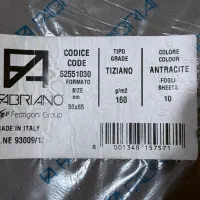 CODICE
CODE
52551030
FORMATO
SIZE
cm
50x65
TIPO
GRADE
TIZIANO
g/m2
160
COLORE
COLOUR
ANTRACITE
FOGLI
SHEETS
10
FABRIANO
Fedrigoni Group
MADE IN ITALY
NE 93009/12
A
001348 157571